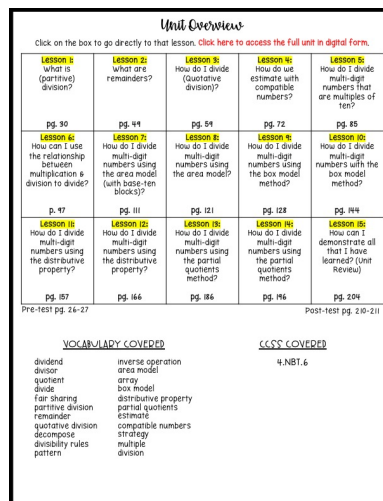 Unit Overview
Click on the box to go directly to that lesson. Click here to access the full unit in digital form.
Lesson 1:
What is
(partitive)
division?
pg. 30
Lesson 2:
What are
remainders?
pg. 49
Lesson 3:
How do I divide
(Quotative
division)?
pg. 59
Lesson 4:
How do we
estimate with
compatible
numbers?
pg. 72
Lesson 5:
How do I divide
multi-digit
numbers that
are multiples of
ten?
pg. 85
Lesson 6:
How can I use
the relationship
between
multiplication &
division to divide?
p. 97
Lesson 7:
How do I divide
multi-digit
numbers using
the area model
(with base-ten
blocks)?
pg. 111
Lesson 8:
How do I divide
multi-digit
numbers using
the area model?
pg. 121
Lesson 9:
How do I divide
multi-digit
numbers using
the box model
method?
pg. 128
Lesson 10:
How do I divide
multi-digit
numbers with the
box model
method?
pg. 144
Lesson 11:
How do I divide
multi-digit
numbers using
the distributive
property?
pg. 157
Lesson 12:
How do I divide
multi-digit
numbers using
the distributive
property?
pg. 166
Lesson 13:
How do I divide
multi-digit
numbers using
the partial
quotients
method?
pg. 186
Lesson 14:
How do I divide
multi-digit
numbers using
the partial
quotients
method?
pg. 196
Lesson 15:
How can I
demonstrate all
that I have
learned? (Unit
Review)
pg. 204
Pre-test pg. 26-27
Post-test pg. 210-211
VOCABULARY COVERED
dividend
divisor
quotient
divide
fair sharing
partitive division
remainder
quotative division
decompose
divisibility rules
pattern
inverse operation
area model
array
box model
distributive property
partial quotients
estimate
compatible numbers
strategy
multiple
division
CCSS COVERED
4.NBT.6